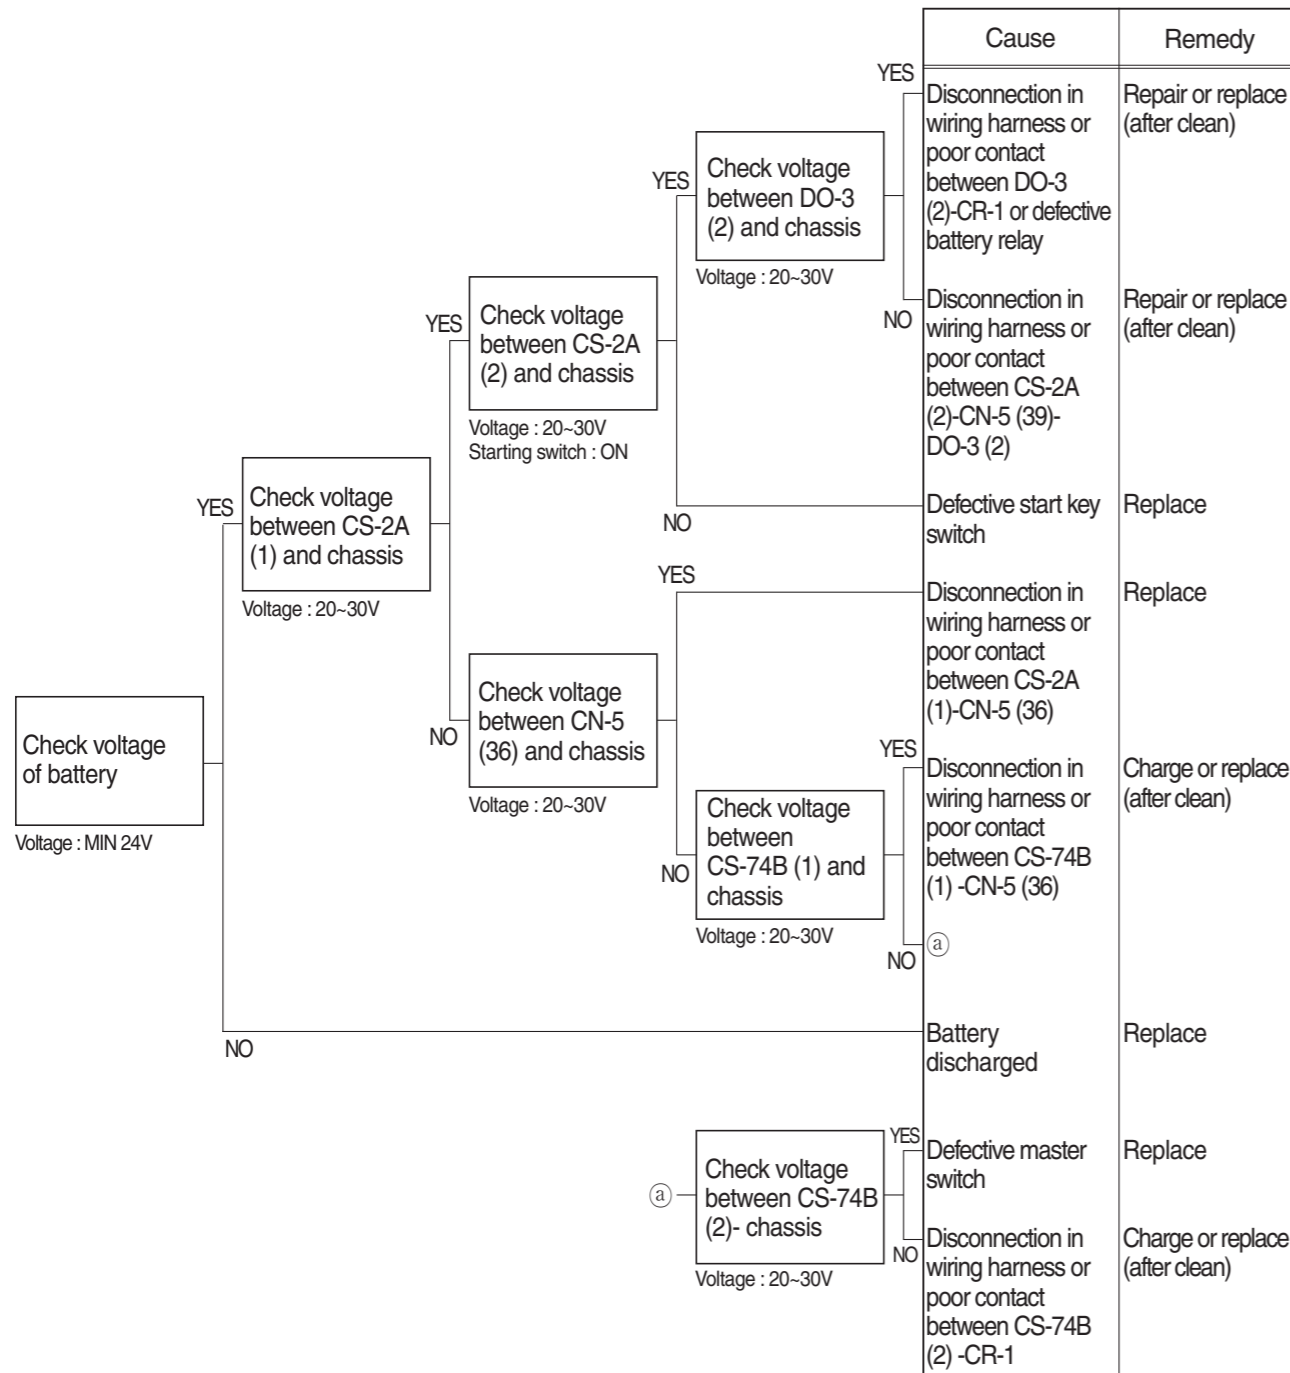 Cause
Remedy
YES
Disconnection in
wiring harness or
poor contact
between DO-3
(2)-CR-1 or defective
battery relay
Repair or replace
(after clean)
YES
Check voltage
between DO-3
(2) and chassis
Voltage : 20~30V
NO
Disconnection in
wiring harness or
poor contact
between CS-2A
(2)-CN-5 (39)-
DO-3 (2)
Repair or replace
(after clean)
YES
Check voltage
between CS-2A
(2) and chassis
Voltage : 20~30V
Starting switch : ON
NO
Defective start key
switch
Replace
YES
Check voltage
between CS-2A
(1) and chassis
Voltage : 20~30V
YES
Disconnection in
wiring harness or
poor contact
between CS-2A
(1)-CN-5 (36)
Replace
NO
Check voltage
between CN-5
(36) and chassis
Voltage : 20~30V
Check voltage
of battery
Voltage : MIN 24V
YES
Disconnection in
wiring harness or
poor contact
between CS-74B
(1) -CN-5 (36)
Charge or replace
(after clean)
NO
Check voltage
between
CS-74B (1) and
chassis
Voltage : 20~30V
NO
ⓐ
NO
Battery
discharged
Replace
ⓐ
Check voltage
between CS-74B
(2)- chassis
Voltage : 20~30V
YES
Defective master
switch
Replace
NO
Disconnection in
wiring harness or
poor contact
between CS-74B
(2) -CR-1
Charge or replace
(after clean)